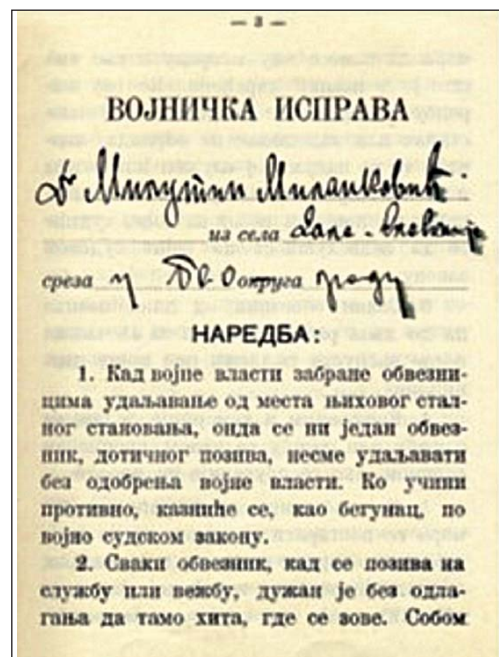 — 3 —
ВОЈНИЧКА ИСПРАВА
Др Милутин Миланковић
из села
среза у округа
НАРЕДБА:
1. Кад војне власти забране обвезни-
цима удаљавање од места њиховог стал-
ног становања, онда се ни један обвез-
ник, дотичног позива, несме удаљавати
без одобрења војне власти. Ко учини
противно, казниће се, као бегунац, по
војно судском закону.
2. Сваки обвезник, кад се позива на
службу или вежбу, дужан је без одла-
гања да тамо хита, где се зове. Собом